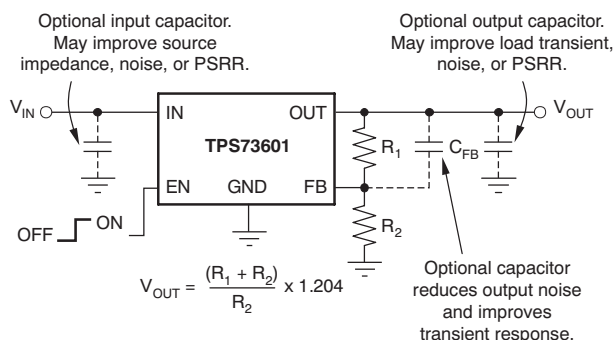 Optional input capacitor.
May improve source
impedance, noise, or PSRR.
Optional output capacitor.
May improve load transient,
noise, or PSRR.
V_IN
IN
OUT
V_OUT
TPS73601
R_1
C_FB
EN
GND
FB
OFF
ON
R_2
V_OUT = (R_1 + R_2) / R_2 x 1.204
Optional capacitor
reduces output noise
and improves
transient response.